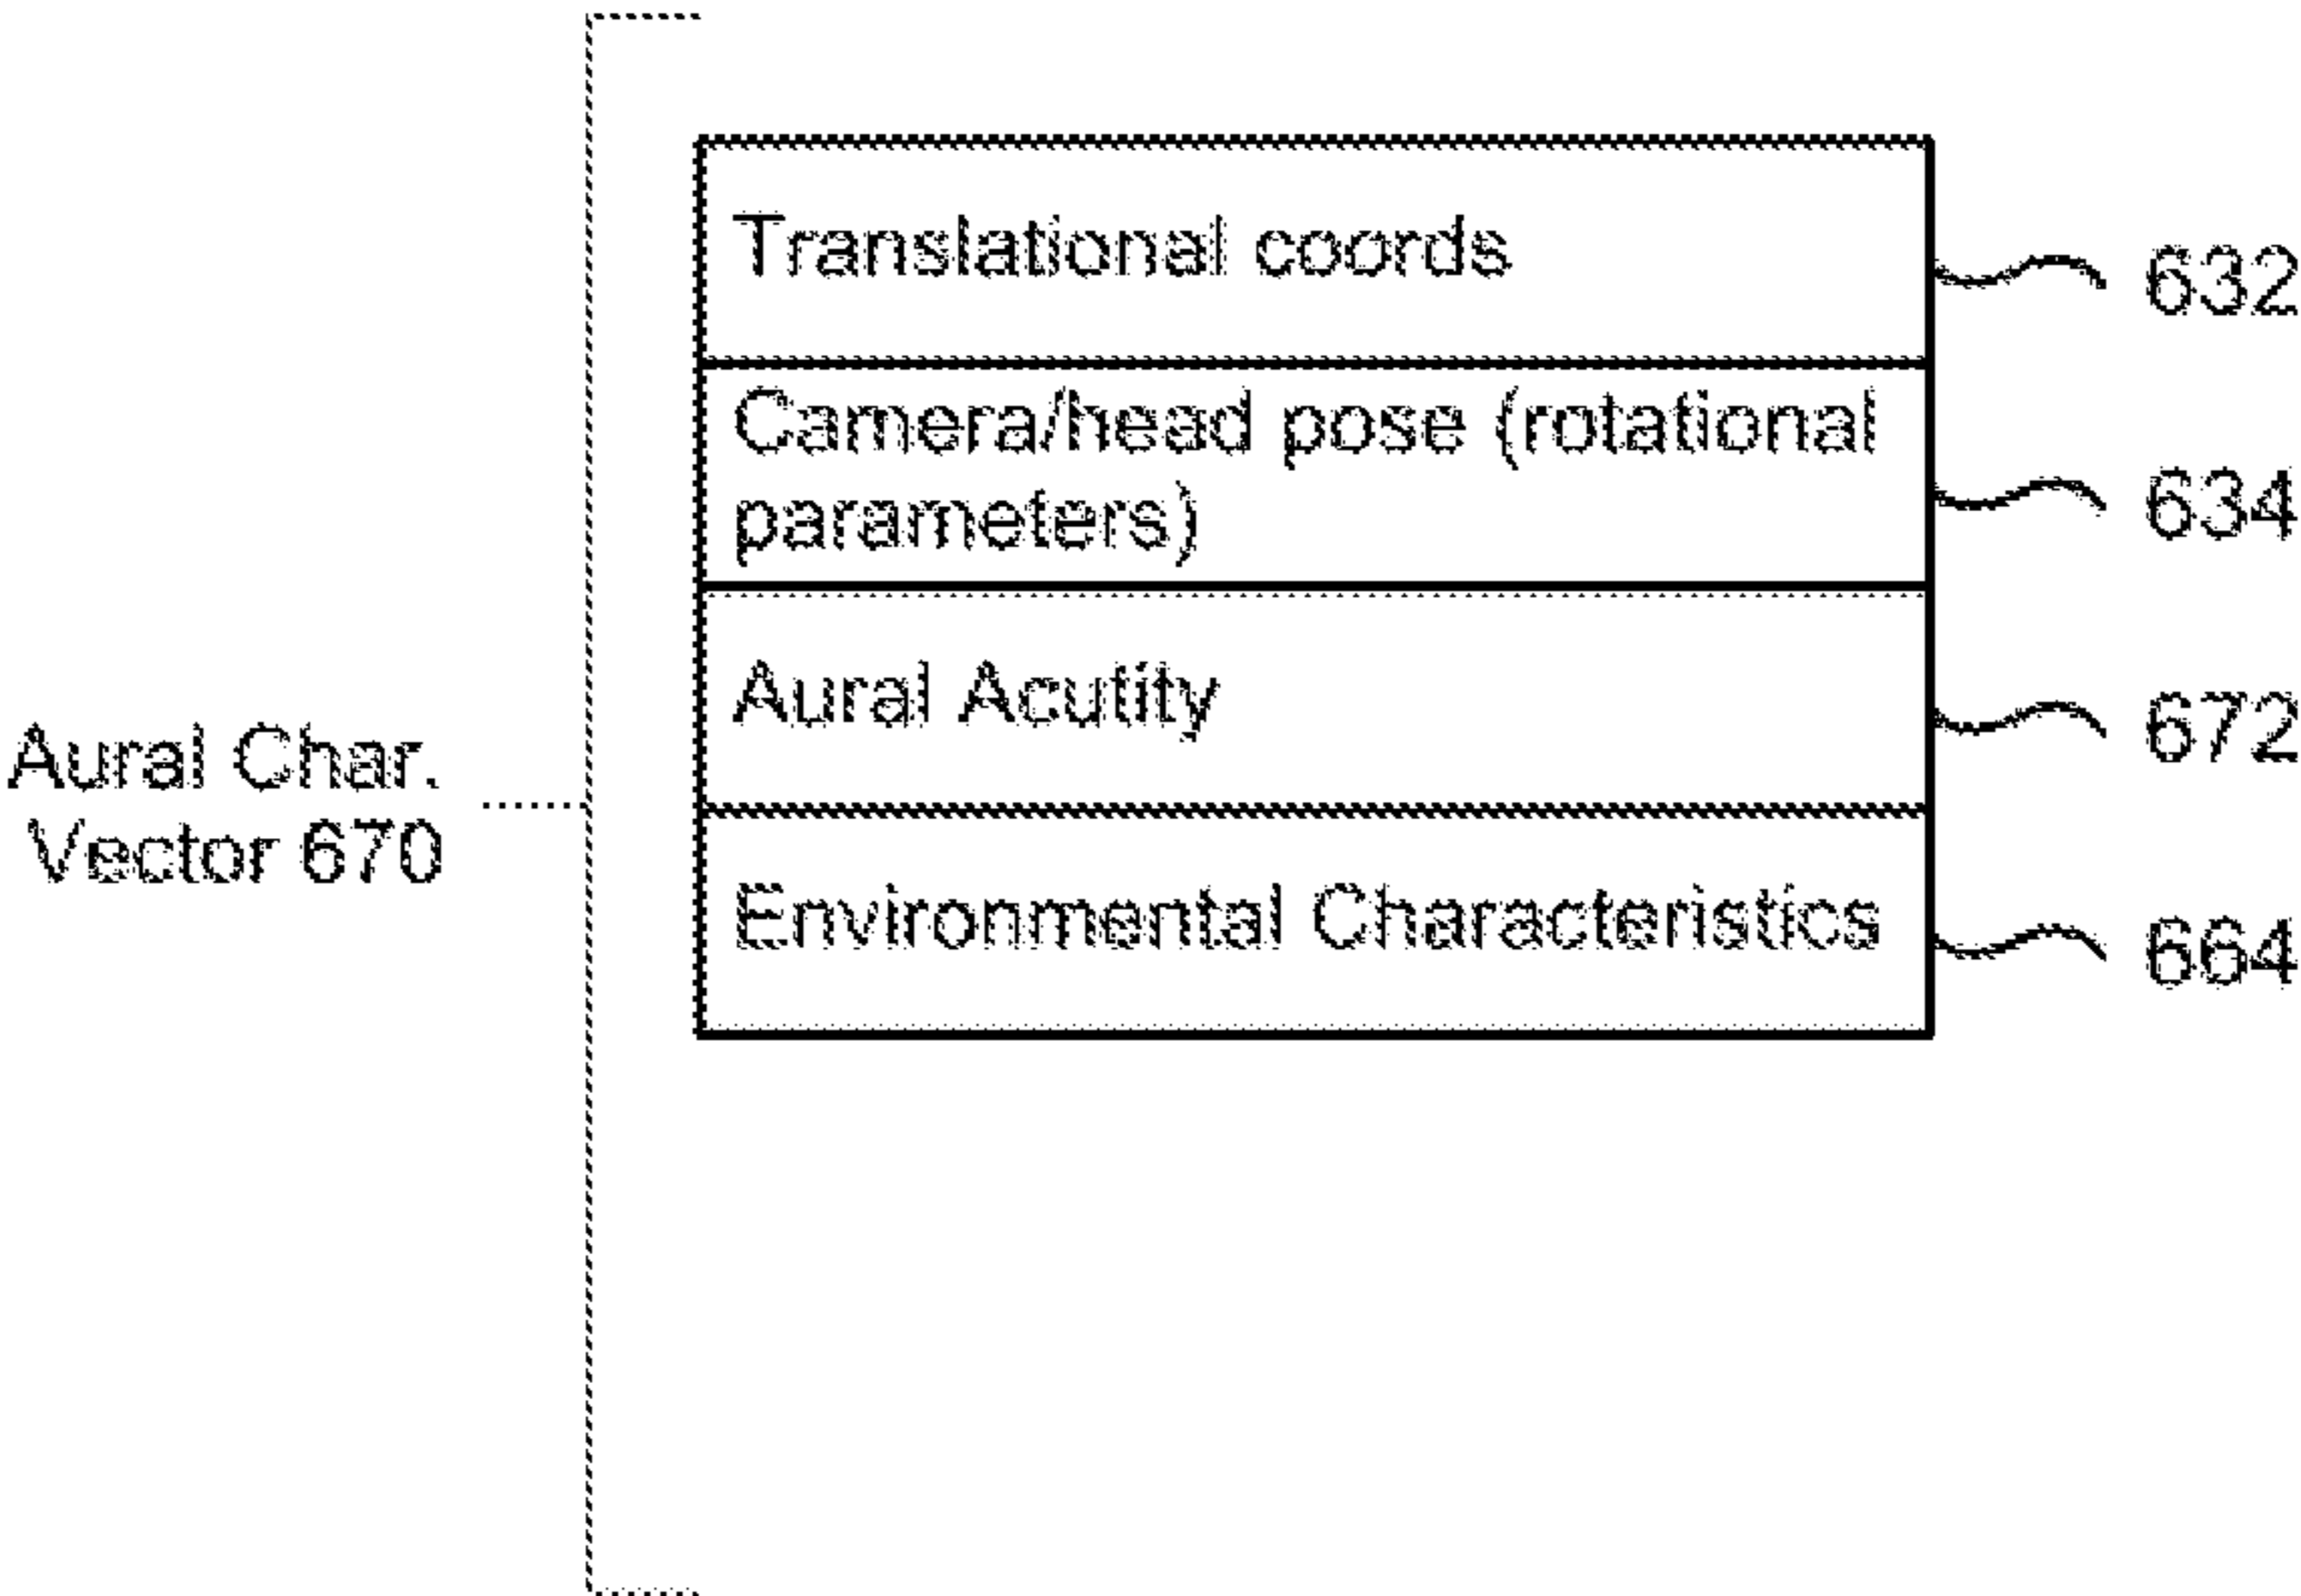 Translational coords
632
Camera/head pose (rotational
parameters)
634
Aural Acutity
672
Aural Char.
Vector 670
Environmental Characteristics
664